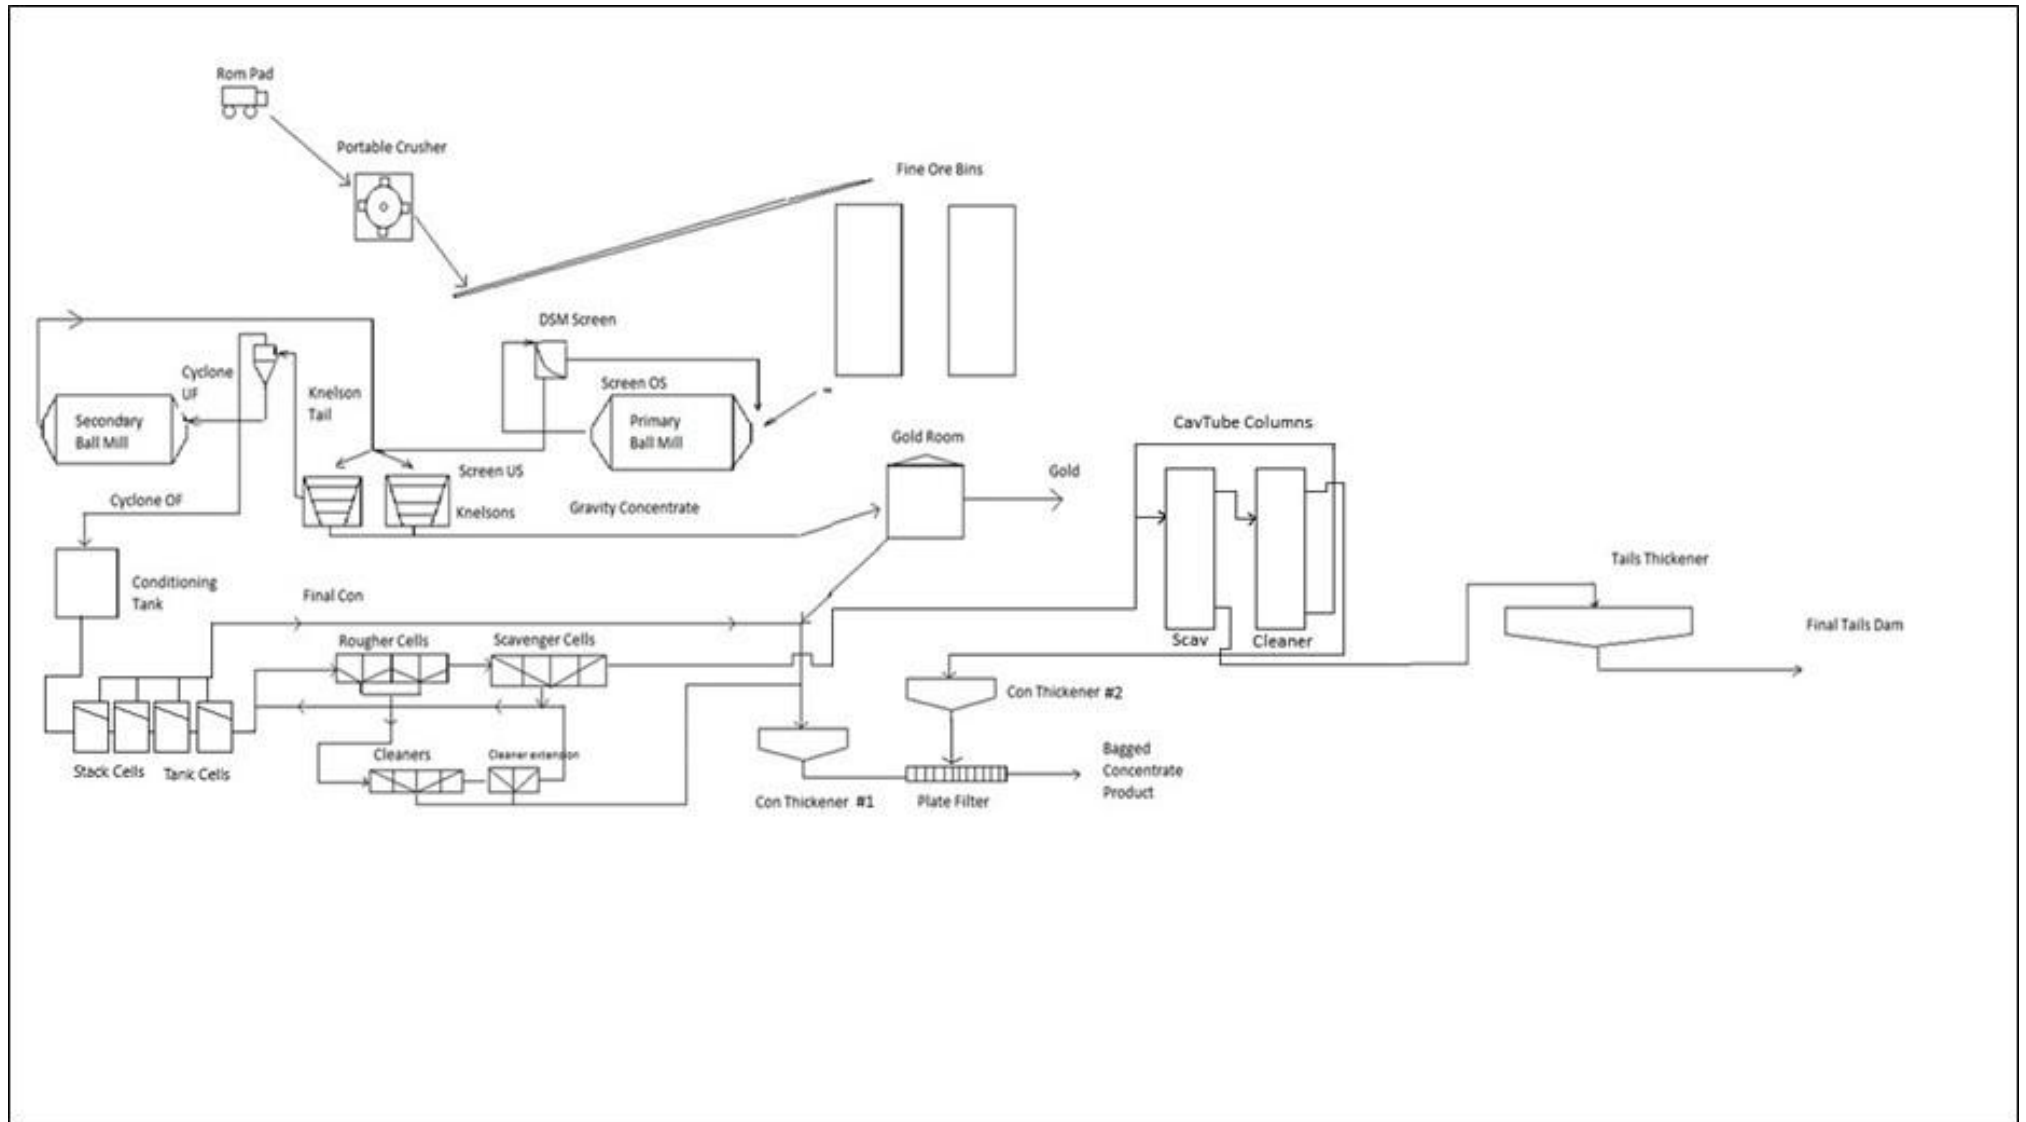 Rom Pad
Portable Crusher
Fine Ore Bins
DSM Screen
Cyclone
UF
Screen OS
Knelson
Tail
Secondary
Ball Mill
Primary
Ball Mill
CavTube Columns
Gold Room
Gold
Screen US
Cyclone OF
Knelsons
Gravity Concentrate
Tails Thickener
Conditioning
Tank
Final Con
Final Tails Dam
Rougher Cells
Scavenger Cells
Scav
Cleaner
Con Thickener #2
Cleaners
Cleaner extension
Bagged
Concentrate
Product
Stack Cells
Tank Cells
Con Thickener #1
Plate Filter